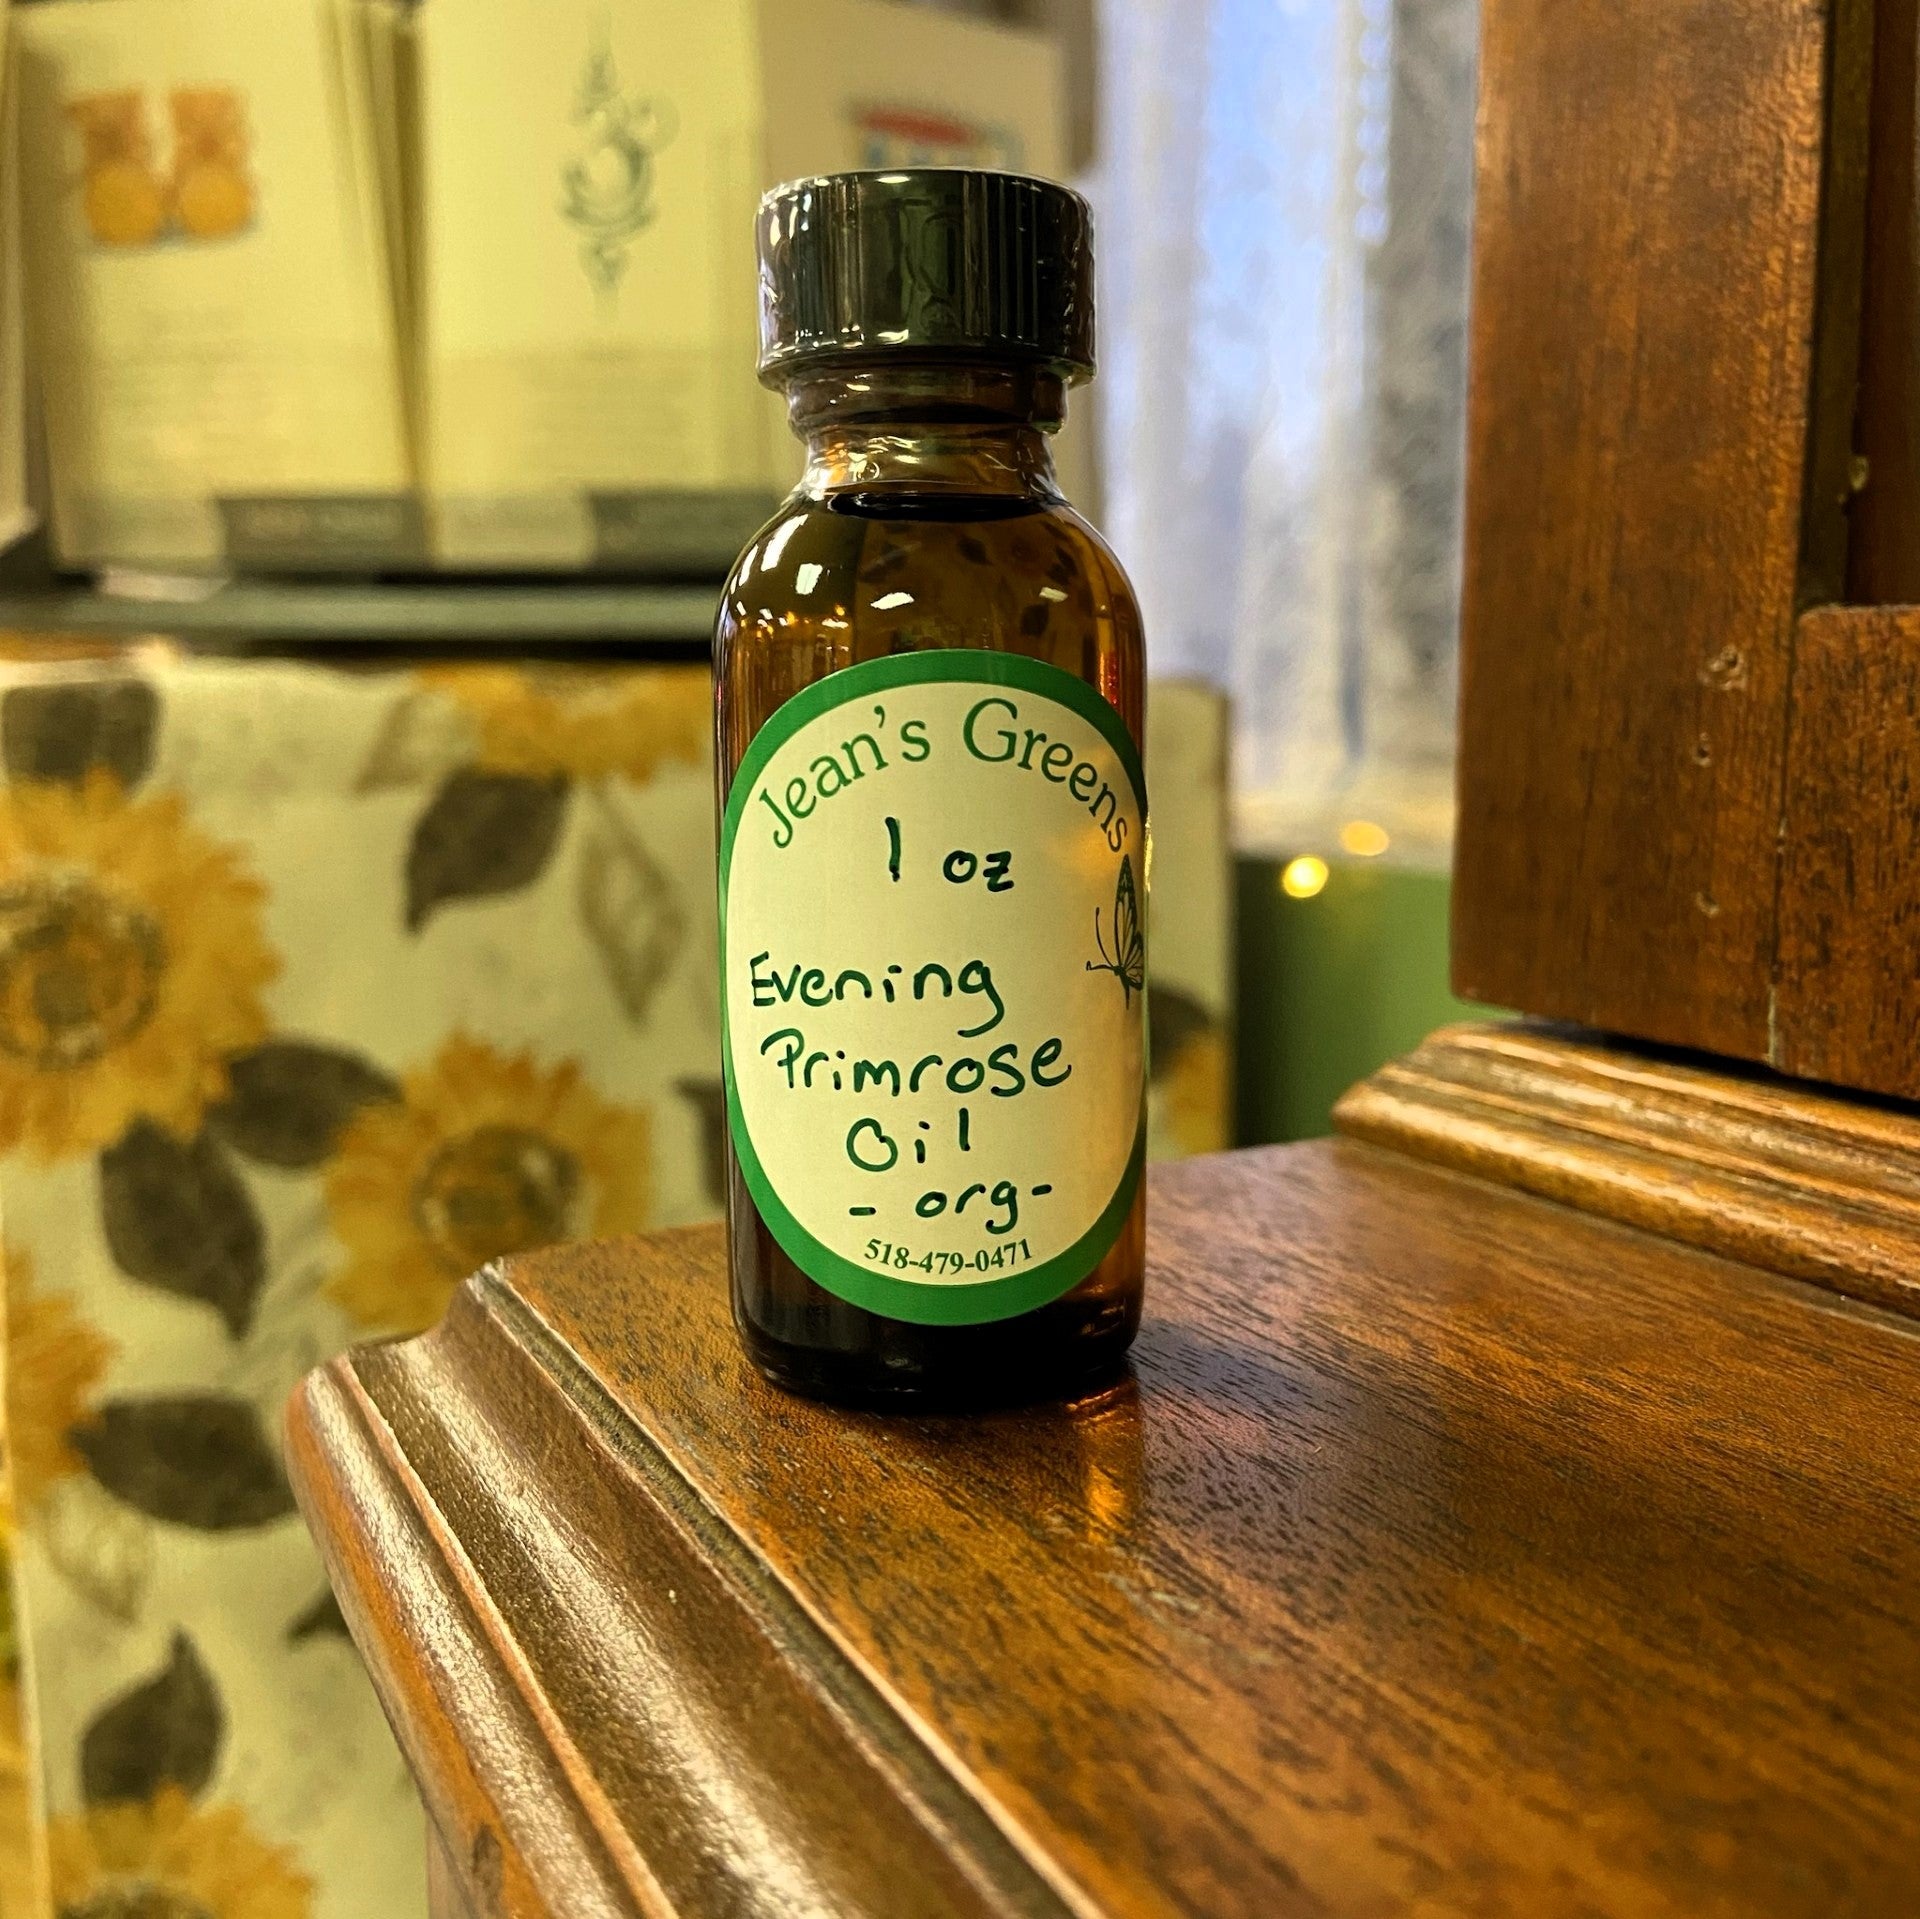 Jean's Greens
1 oz
Evening
Primrose
Oil
- org -
518-479-0471